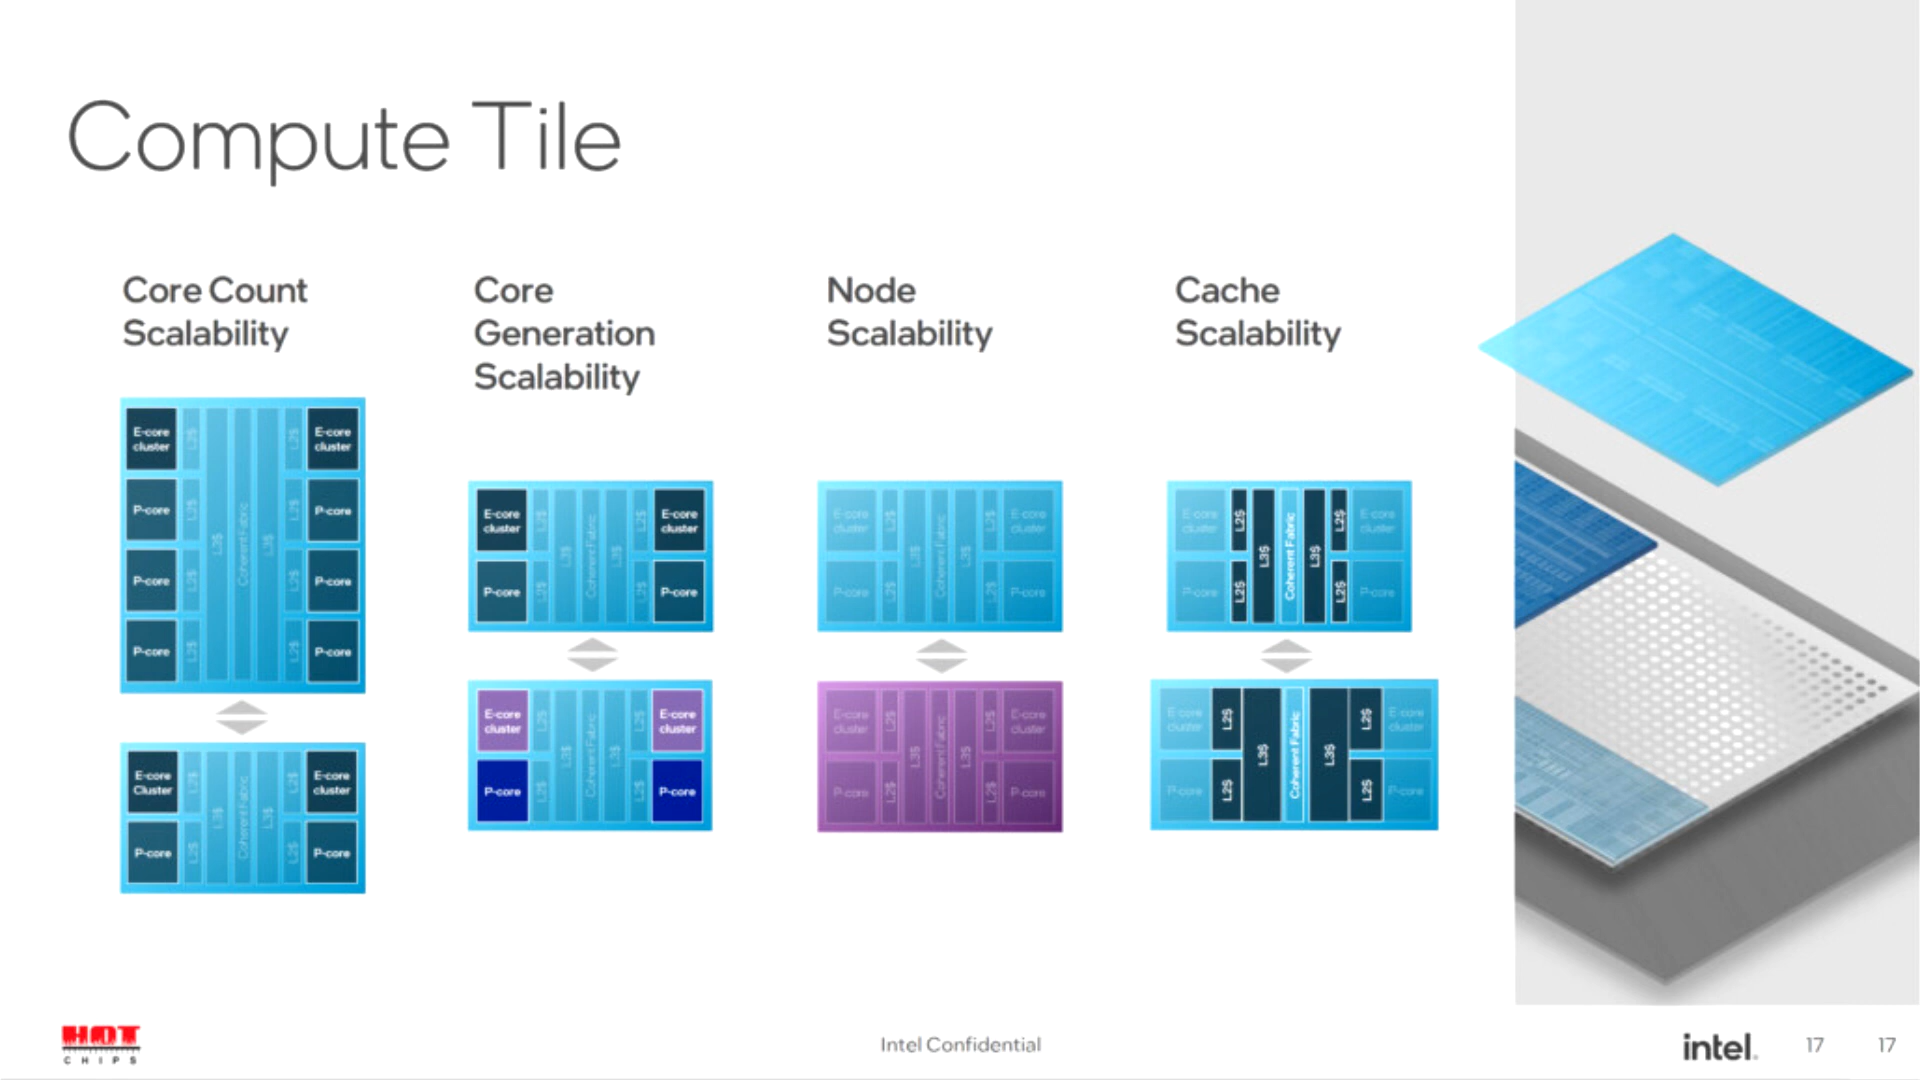 Compute Tile
Core Count
Scalability
E-core
cluster
L2$
E-core
cluster
L2$
P-core
L2$
P-core
L2$
L3$
Coherent Fabric
L3$
P-core
L2$
P-core
L2$
P-core
L2$
P-core
L2$
E-core
Cluster
L2$
E-core
cluster
L2$
L3$
Coherent Fabric
L3$
P-core
L2$
P-core
L2$
Core
Generation
Scalability
E-core
cluster
L2$
E-core
cluster
L2$
L3$
Coherent Fabric
L3$
P-core
L2$
P-core
L2$
E-core
cluster
L2$
E-core
cluster
L2$
L3$
Coherent Fabric
L3$
P-core
L2$
P-core
L2$
Node
Scalability
E-core
cluster
L2$
E-core
cluster
L2$
L3$
Coherent Fabric
L3$
P-core
L2$
P-core
L2$
E-core
cluster
L2$
E-core
cluster
L2$
L3$
Coherent Fabric
L3$
P-core
L2$
P-core
L2$
Cache
Scalability
E-core
cluster
L2$
E-core
cluster
L2$
L3$
Coherent Fabric
L3$
P-core
L2$
P-core
L2$
E-core
cluster
L2$
E-core
cluster
L2$
L3$
Coherent Fabric
L3$
P-core
L2$
P-core
L2$
HOT
CHIPS
Intel Confidential
intel.
17
17